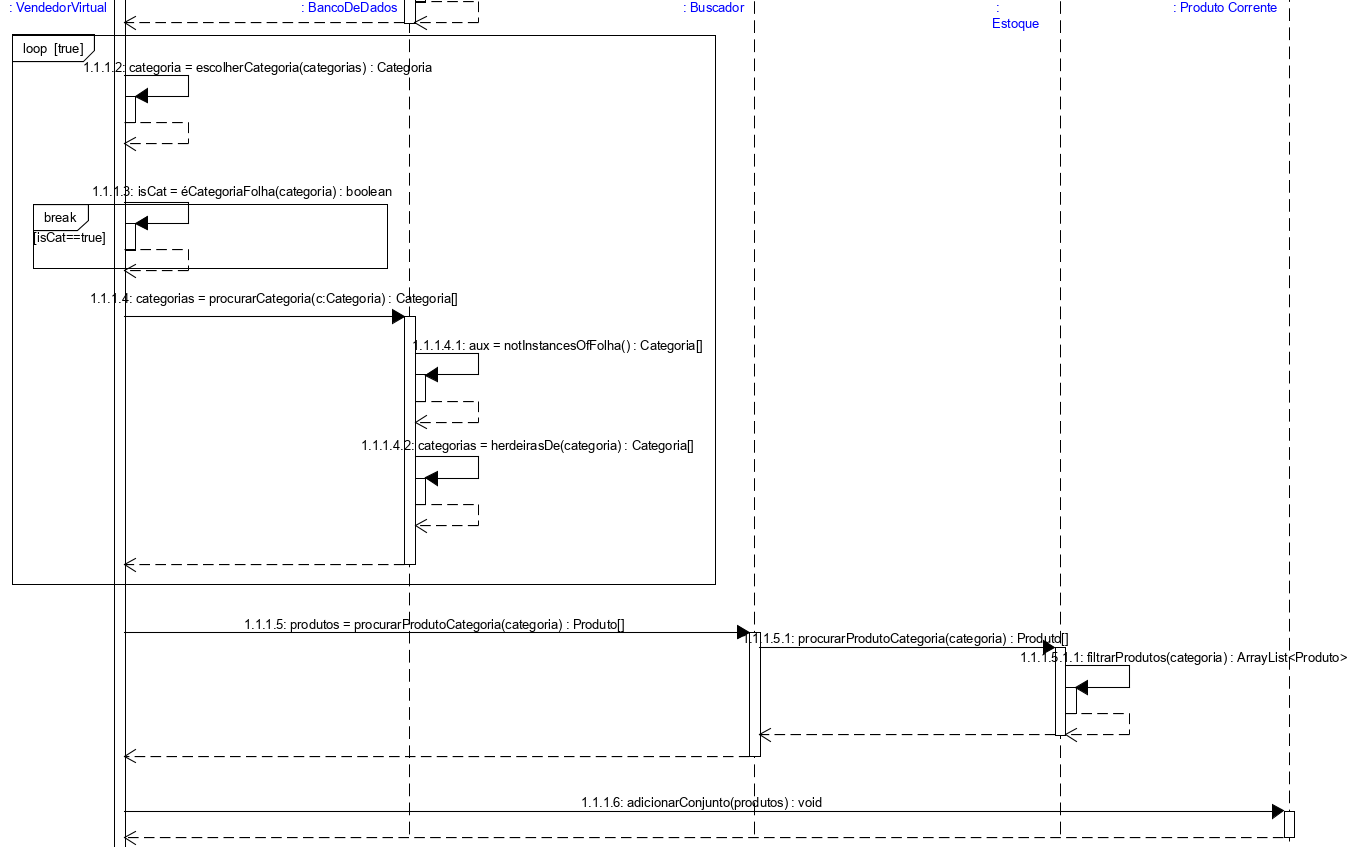 : VendedorVirtual
: BancoDeDados
: Buscador
:
Estoque
: Produto Corrente
loop [true]
1.1.1.2: categoria = escolherCategoria(categorias) : Categoria
1.1.1.3: isCat = éCategoriaFolha(categoria) : boolean
break
[isCat==true]
1.1.1.4: categorias = procurarCategoria(c:Categoria) : Categoria[]
1.1.1.4.1: aux = notInstancesOfFolha() : Categoria[]
1.1.1.4.2: categorias = herdeirasDe(categoria) : Categoria[]
1.1.1.5: produtos = procurarProdutoCategoria(categoria) : Produto[]
1.1.1.5.1: procurarProdutoCategoria(categoria) : Produto[]
1.1.1.5.1.1: filtrarProdutos(categoria) : ArrayList<Produto>
1.1.1.6: adicionarConjunto(produtos) : void